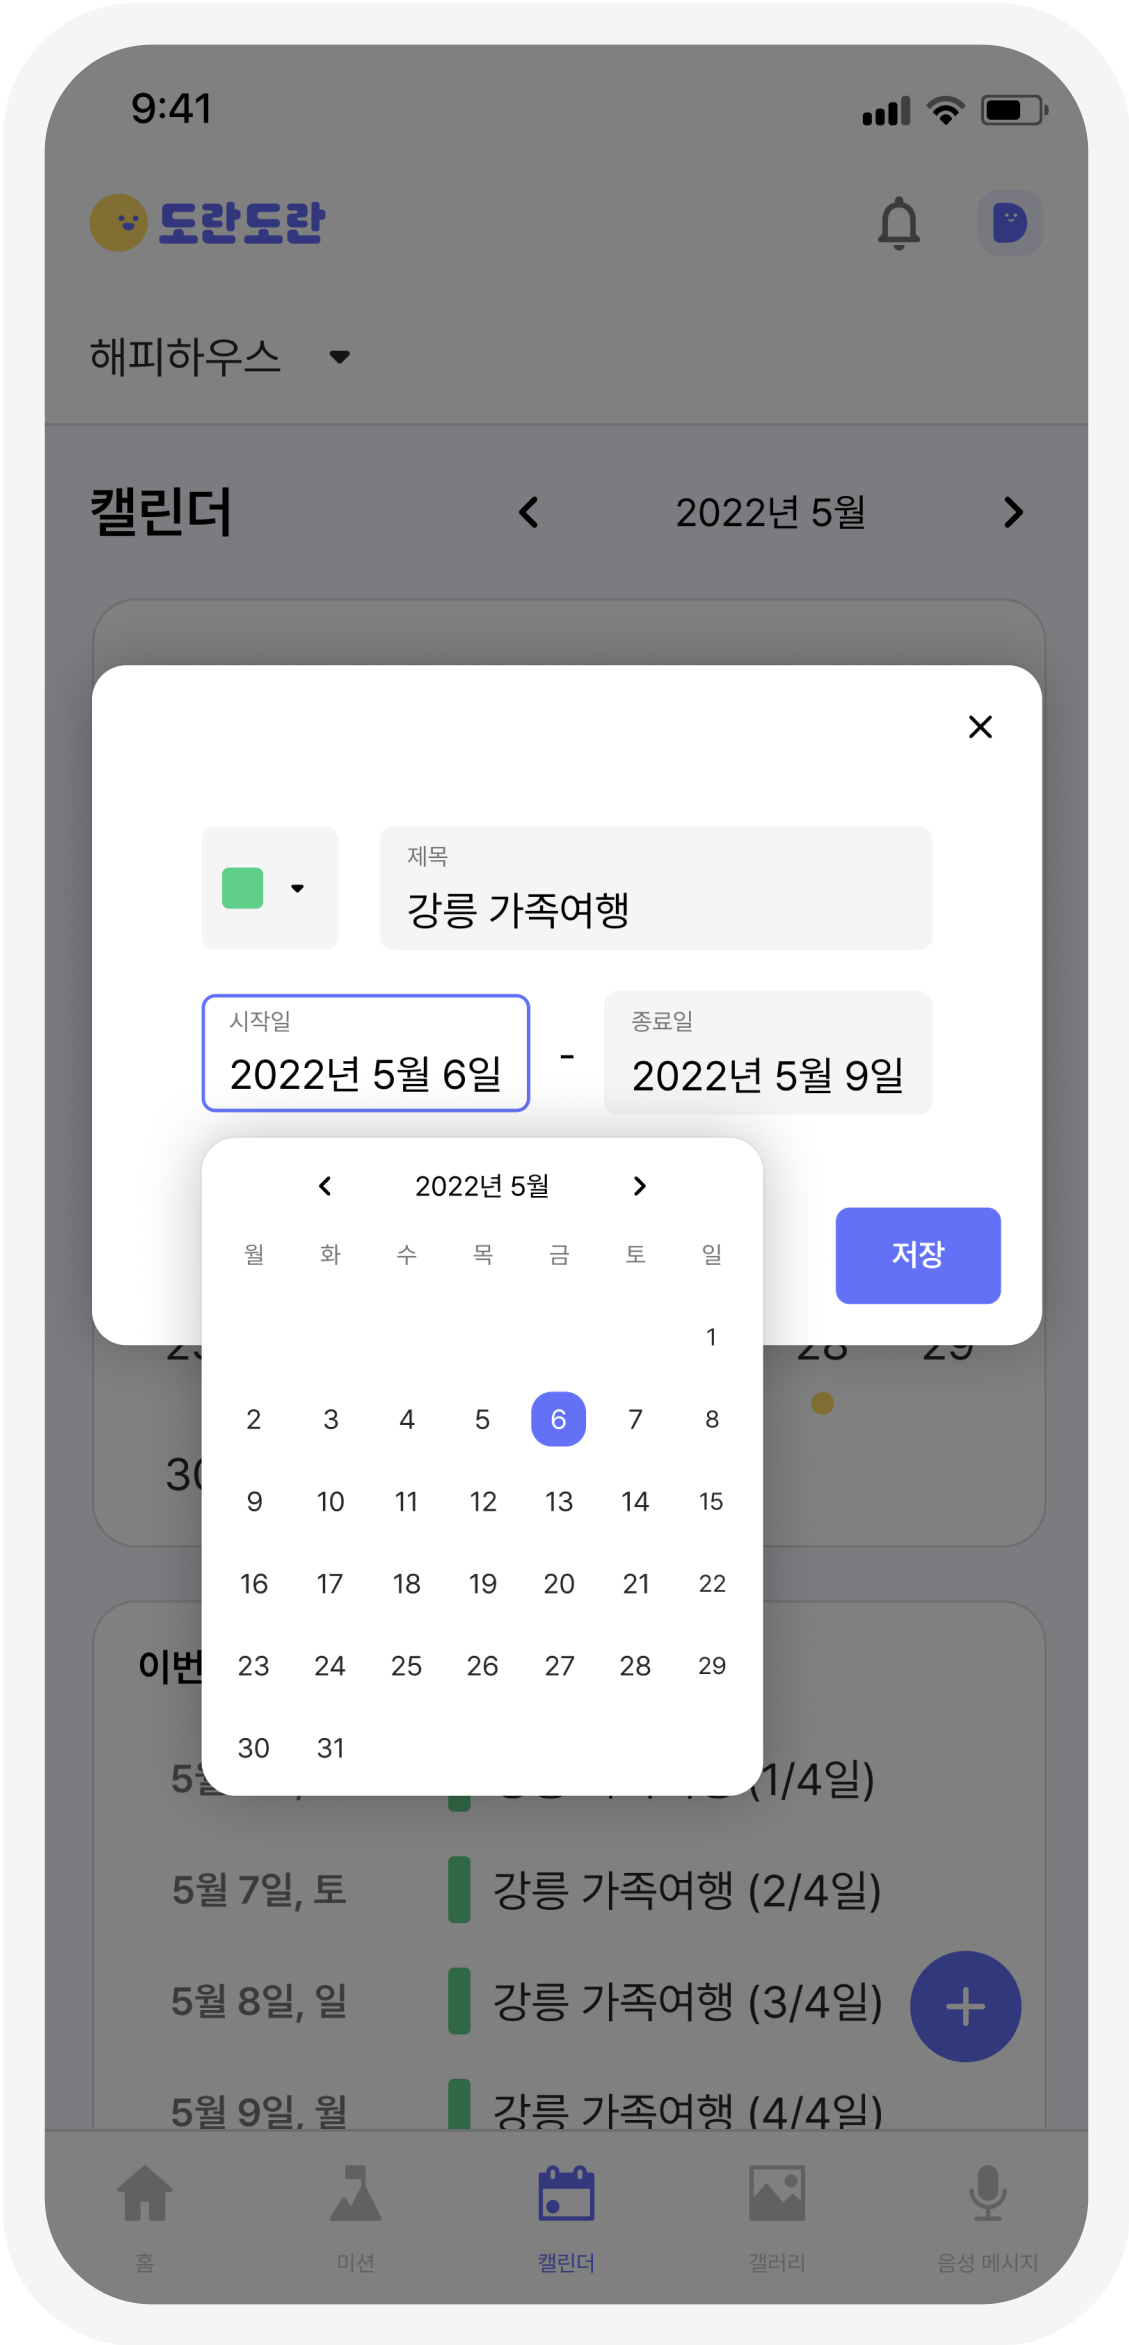 9:41
도란도란
해피하우스
캘린더 2022년 5월
제목
강릉 가족여행
시작일 종료일
2022년 5월 6일 - 2022년 5월 9일
2022년 5월
저장
월 화 수 목 금 토 일
1
28 29
2 3 4 5 6 7 8
30
9 10 11 12 13 14 15
16 17 18 19 20 21 22
이번
23 24 25 26 27 28 29
30 31
(1/4일)
5월 7일, 토 강릉 가족여행 (2/4일)
5월 8일, 일 강릉 가족여행 (3/4일)
5월 9일, 월 강릉 가족여행 (4/4일)
홈 미션 캘린더 갤러리 음성 메시지